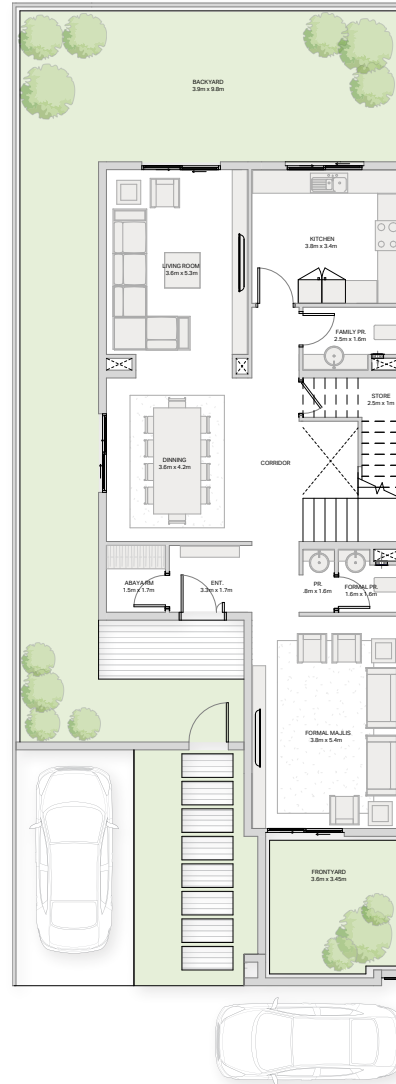 BACKYARD
3.9m x 9.8m
KITCHEN
3.8m x 3.4m
LIVING ROOM
3.6m x 5.3m
FAMILY PR.
2.5m x 1.6m
STORE
2.5m x 1m
DINNING
3.6m x 4.2m
CORRIDOR
ABAYA RM
1.5m x 1.7m
ENT.
3.3m x 1.7m
PR.
.8m x 1.6m
FORMAL PR.
1.6m x 1.6m
FORMAL MAJLIS
3.8m x 5.4m
FRONTYARD
3.6m x 3.45m